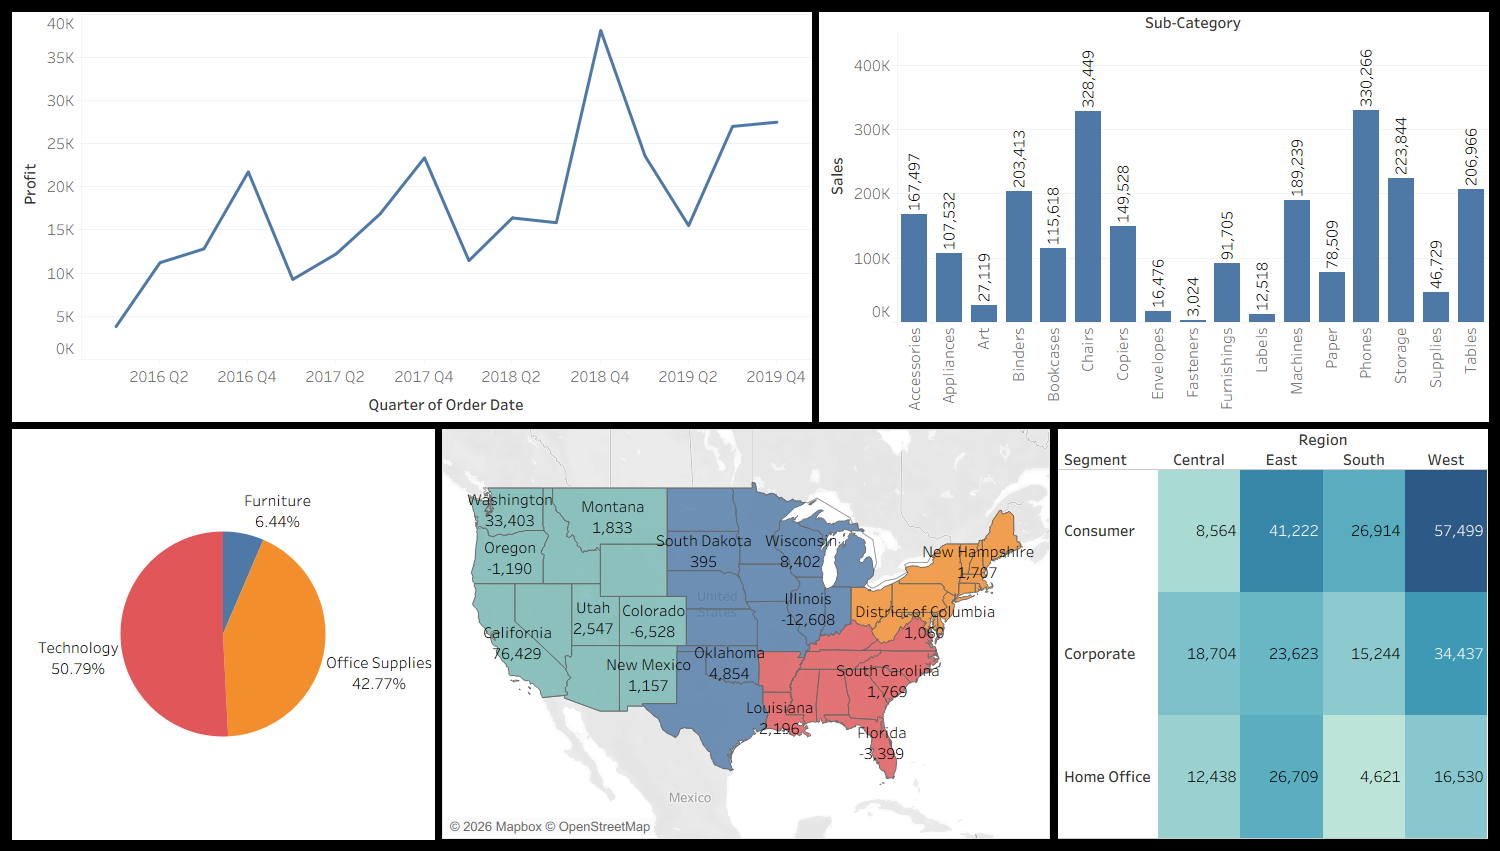 40K
35K
30K
25K
20K
15K
10K
5K
0K
Profit
2016 Q2 2016 Q4 2017 Q2 2017 Q4 2018 Q2 2018 Q4 2019 Q2 2019 Q4
Quarter of Order Date
Sub-Category
400K
300K
200K
100K
0K
Sales
167,497 107,532 27,119 203,413 115,618 328,449 149,528 16,476 3,024 91,705 12,518 189,239 78,509 330,266 223,844 46,729 206,966
Accessories Appliances Art Binders Bookcases Chairs Copiers Envelopes Fasteners Furnishings Labels Machines Paper Phones Storage Supplies Tables
Furniture
6.44%
Technology
50.79%
Office Supplies
42.77%
Washington
33,403
Montana
1,833
Oregon
-1,190
South Dakota
395
Wisconsin
8,402
New Hampshire
1,707
United
States
Utah
2,547
Colorado
-6,528
Illinois
-12,608
District of Columbia
1,060
California
76,429
New Mexico
1,157
Oklahoma
4,854
South Carolina
1,769
Louisiana
2,196
Florida
-3,399
Mexico
© 2026 Mapbox © OpenStreetMap
Region
Segment Central East South West
Consumer 8,564 41,222 26,914 57,499
Corporate 18,704 23,623 15,244 34,437
Home Office 12,438 26,709 4,621 16,530